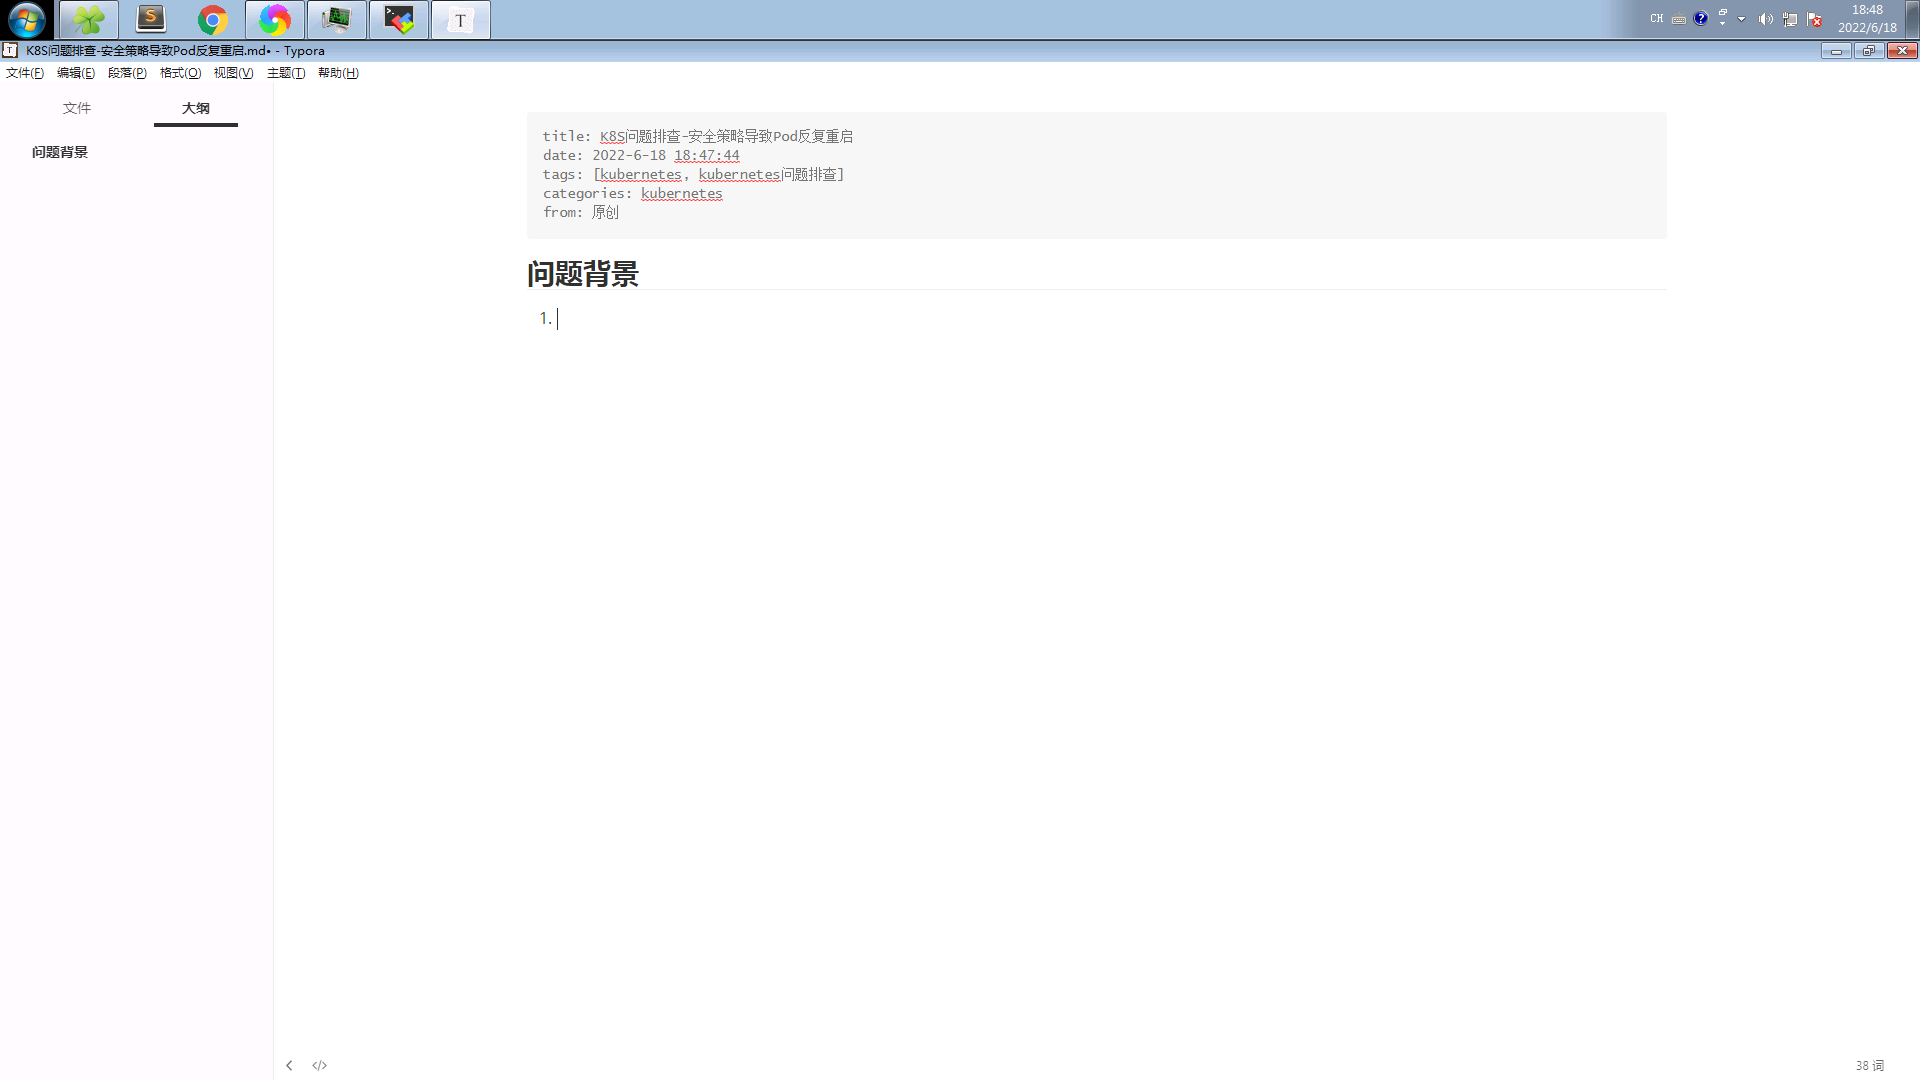 CH
18:48
2022/6/18
K8S问题排查-安全策略导致Pod反复重启.md• - Typora
文件(F) 编辑(E) 段落(P) 格式(O) 视图(V) 主题(T) 帮助(H)
文件 大纲
问题背景
title: K8S问题排查-安全策略导致Pod反复重启
date: 2022-6-18 18:47:44
tags: [kubernetes, kubernetes问题排查]
categories: kubernetes
from: 原创
问题背景
1.
38 词